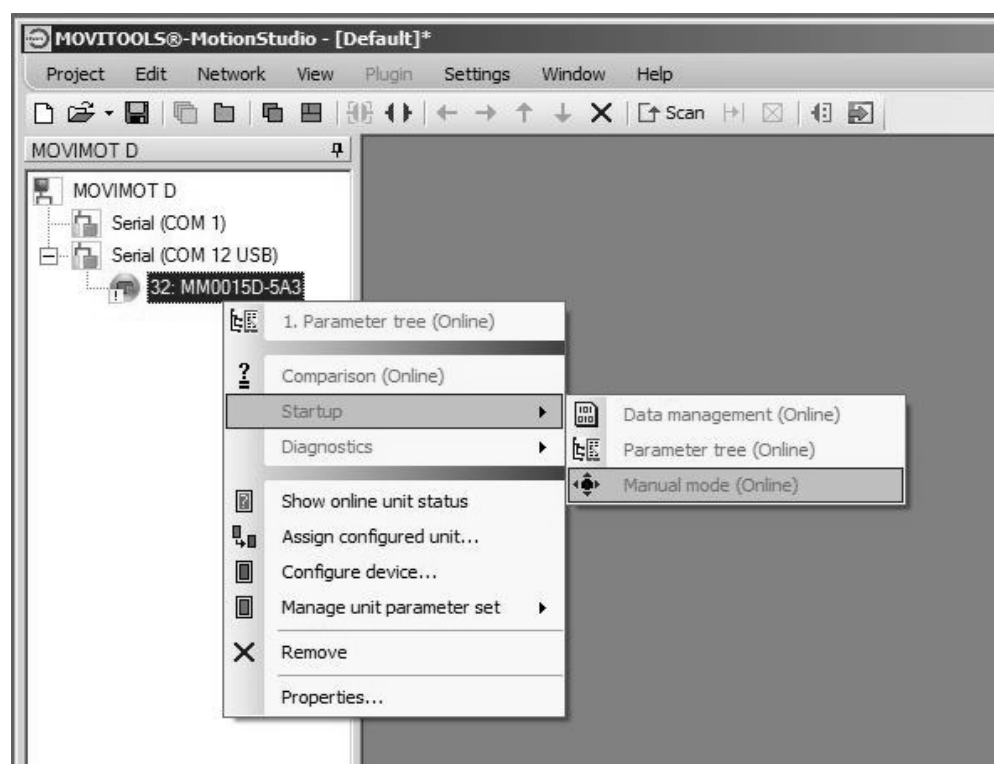 MOVITOOLS®-MotionStudio - [Default]*
Project Edit Network View Plugin Settings Window Help
Scan
MOVIMOT D
MOVIMOT D
Serial (COM 1)
Serial (COM 12 USB)
32: MM0015D-5A3
1. Parameter tree (Online)
Comparison (Online)
Startup
Diagnostics
Data management (Online)
Parameter tree (Online)
Manual mode (Online)
Show online unit status
Assign configured unit...
Configure device...
Manage unit parameter set
Remove
Properties...